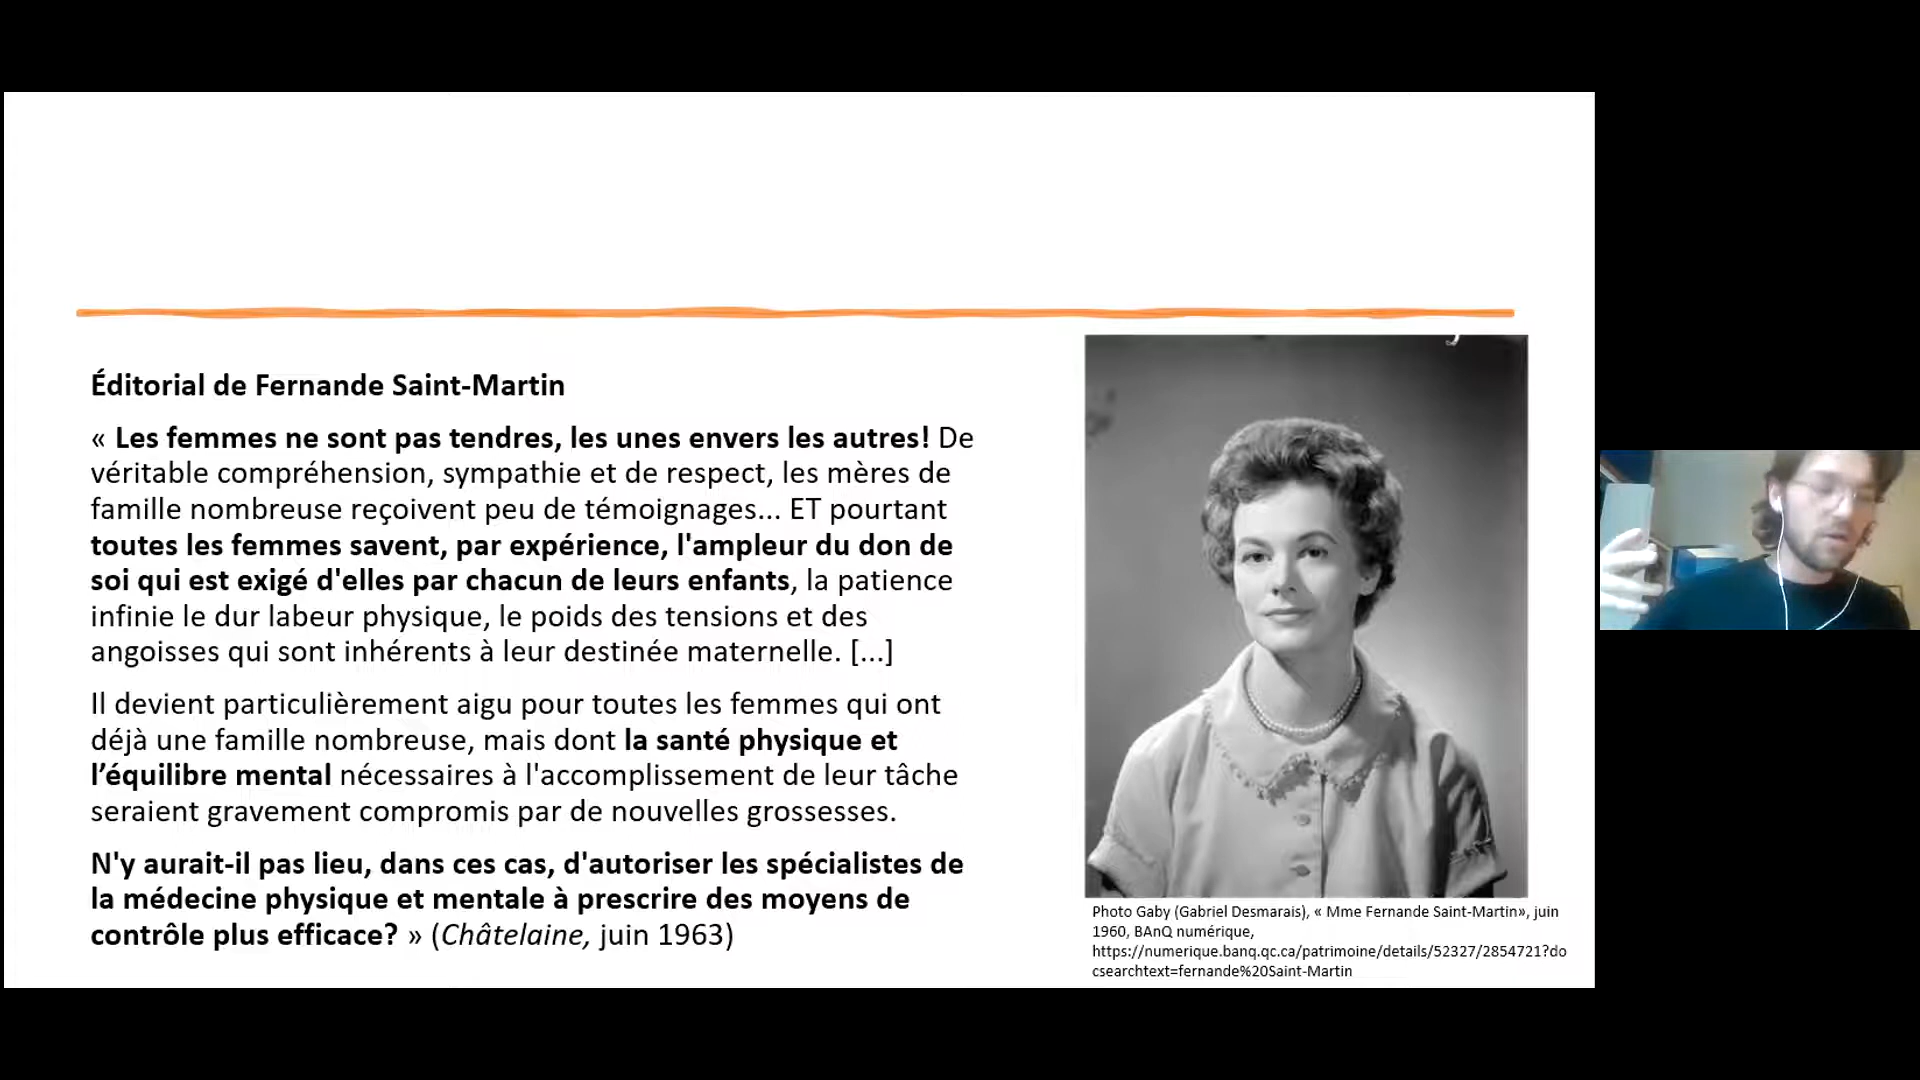 Éditorial de Fernande Saint-Martin
« Les femmes ne sont pas tendres, les unes envers les autres! De
véritable compréhension, sympathie et de respect, les mères de
famille nombreuse reçoivent peu de témoignages... ET pourtant
toutes les femmes savent, par expérience, l'ampleur du don de
soi qui est exigé d'elles par chacun de leurs enfants, la patience
infinie le dur labeur physique, le poids des tensions et des
angoisses qui sont inhérents à leur destinée maternelle. [...]
Il devient particulièrement aigu pour toutes les femmes qui ont
déjà une famille nombreuse, mais dont la santé physique et
l’équilibre mental nécessaires à l'accomplissement de leur tâche
seraient gravement compromis par de nouvelles grossesses.
N'y aurait-il pas lieu, dans ces cas, d'autoriser les spécialistes de
la médecine physique et mentale à prescrire des moyens de
contrôle plus efficace? » (Châtelaine, juin 1963)
Photo Gaby (Gabriel Desmarais), « Mme Fernande Saint-Martin», juin
1960, BAnQ numérique,
https://numerique.banq.qc.ca/patrimoine/details/52327/2854721?do
csearchtext=fernande%20Saint-Martin